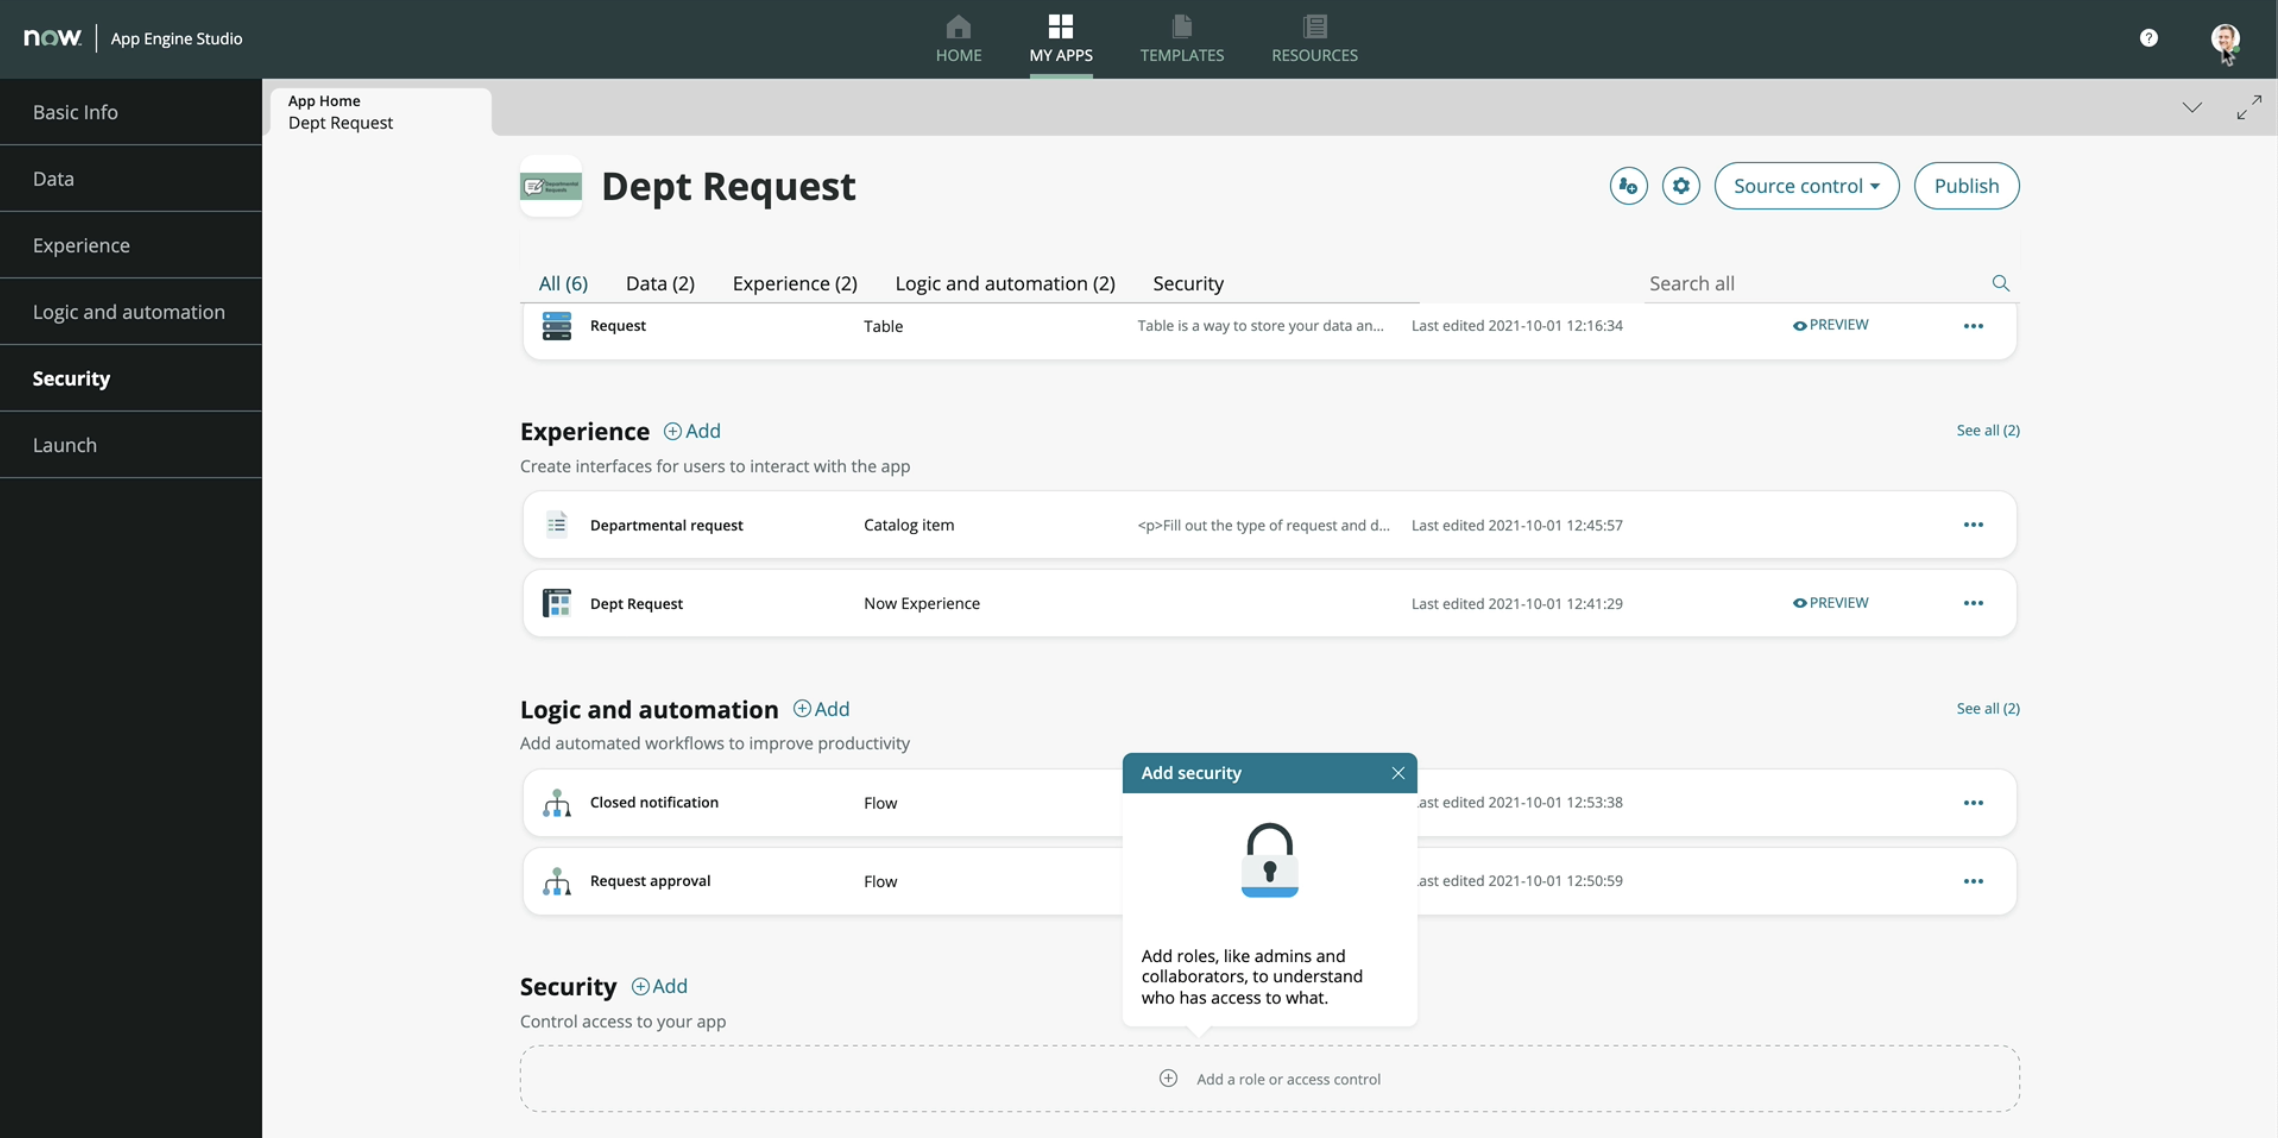 now. App Engine Studio
HOME
MY APPS
TEMPLATES
RESOURCES
?
Basic Info
Data
Experience
Logic and automation
Security
Launch
App Home
Dept Request
Departmental Requests
Dept Request
Source control
Publish
All (6) Data (2) Experience (2) Logic and automation (2) Security
Search all
Request Table Table is a way to store your data an... Last edited 2021-10-01 12:16:34 PREVIEW
Experience Add See all (2)
Create interfaces for users to interact with the app
Departmental request Catalog item <p>Fill out the type of request and d... Last edited 2021-10-01 12:45:57
Dept Request Now Experience Last edited 2021-10-01 12:41:29 PREVIEW
Logic and automation Add See all (2)
Add automated workflows to improve productivity
Closed notification Flow ast edited 2021-10-01 12:53:38
Request approval Flow ast edited 2021-10-01 12:50:59
Add security
Add roles, like admins and
collaborators, to understand
who has access to what.
Security Add
Control access to your app
Add a role or access control